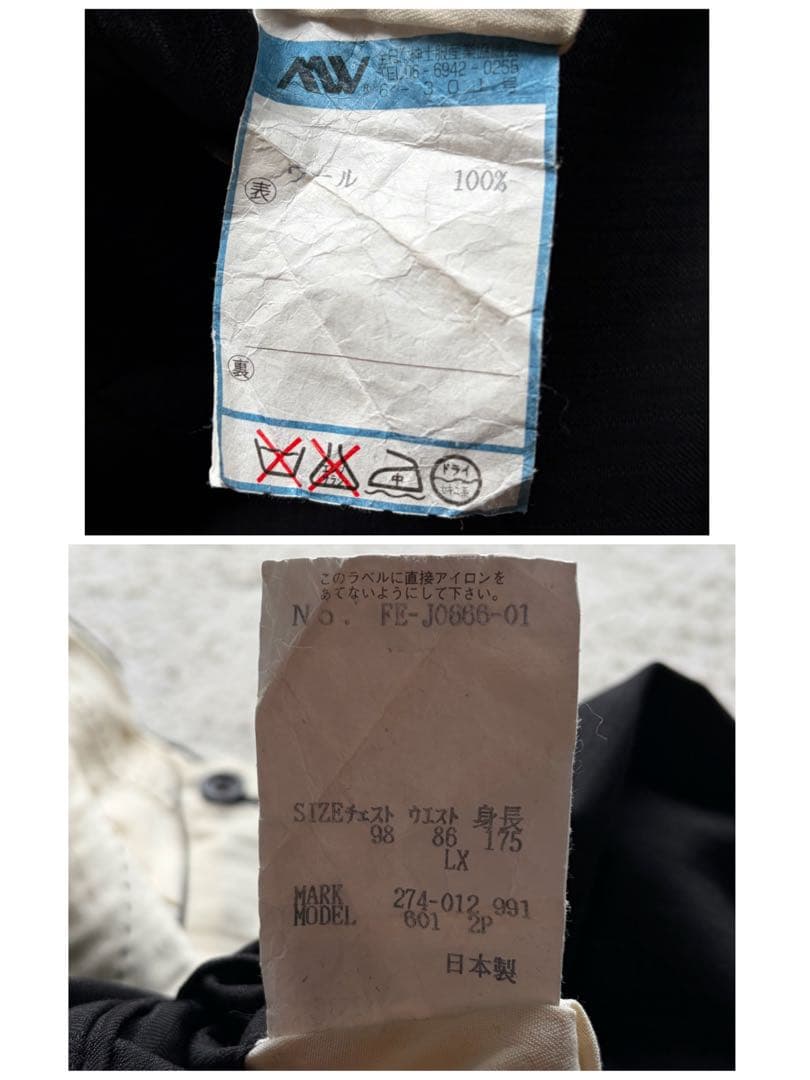 MW
TEL06-6942-0255
表 ウール 100%
裏
中
ドライ
このラベルに直接アイロンを
あてないようにして下さい。
No. FE-J0866-01
SIZE チェスト ウエスト 身長
98 86 175
LX
MARK 274-012 991
MODEL 601 2P
日本製